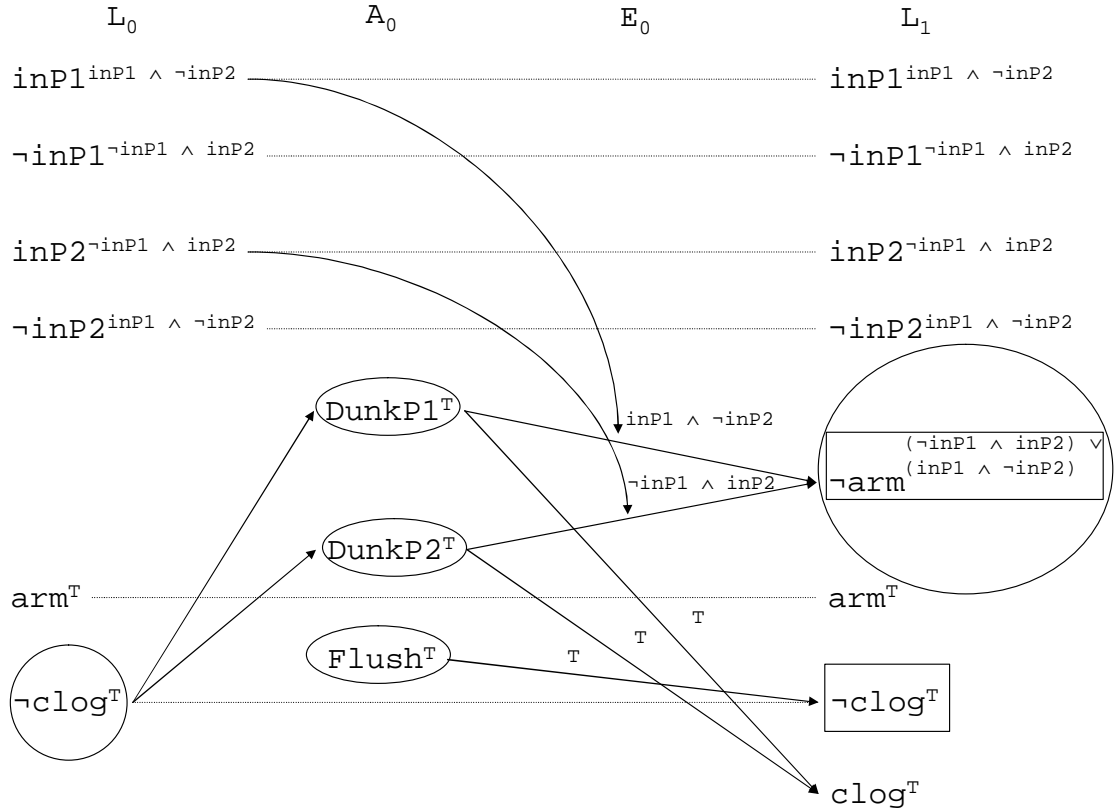 L₀ A₀ E₀ L₁
inP1^inP1 ∧ ¬inP2 inP1^inP1 ∧ ¬inP2
¬inP1^¬inP1 ∧ inP2 ¬inP1^¬inP1 ∧ inP2
inP2^¬inP1 ∧ inP2 inP2^¬inP1 ∧ inP2
¬inP2^inP1 ∧ ¬inP2 ¬inP2^inP1 ∧ ¬inP2
DunkP1^T
inP1 ∧ ¬inP2
(¬inP1 ∧ inP2) ∨
¬arm^(inP1 ∧ ¬inP2)
¬inP1 ∧ inP2
DunkP2^T
arm^T arm^T
T
T
T
Flush^T
¬clog^T ¬clog^T
clog^T